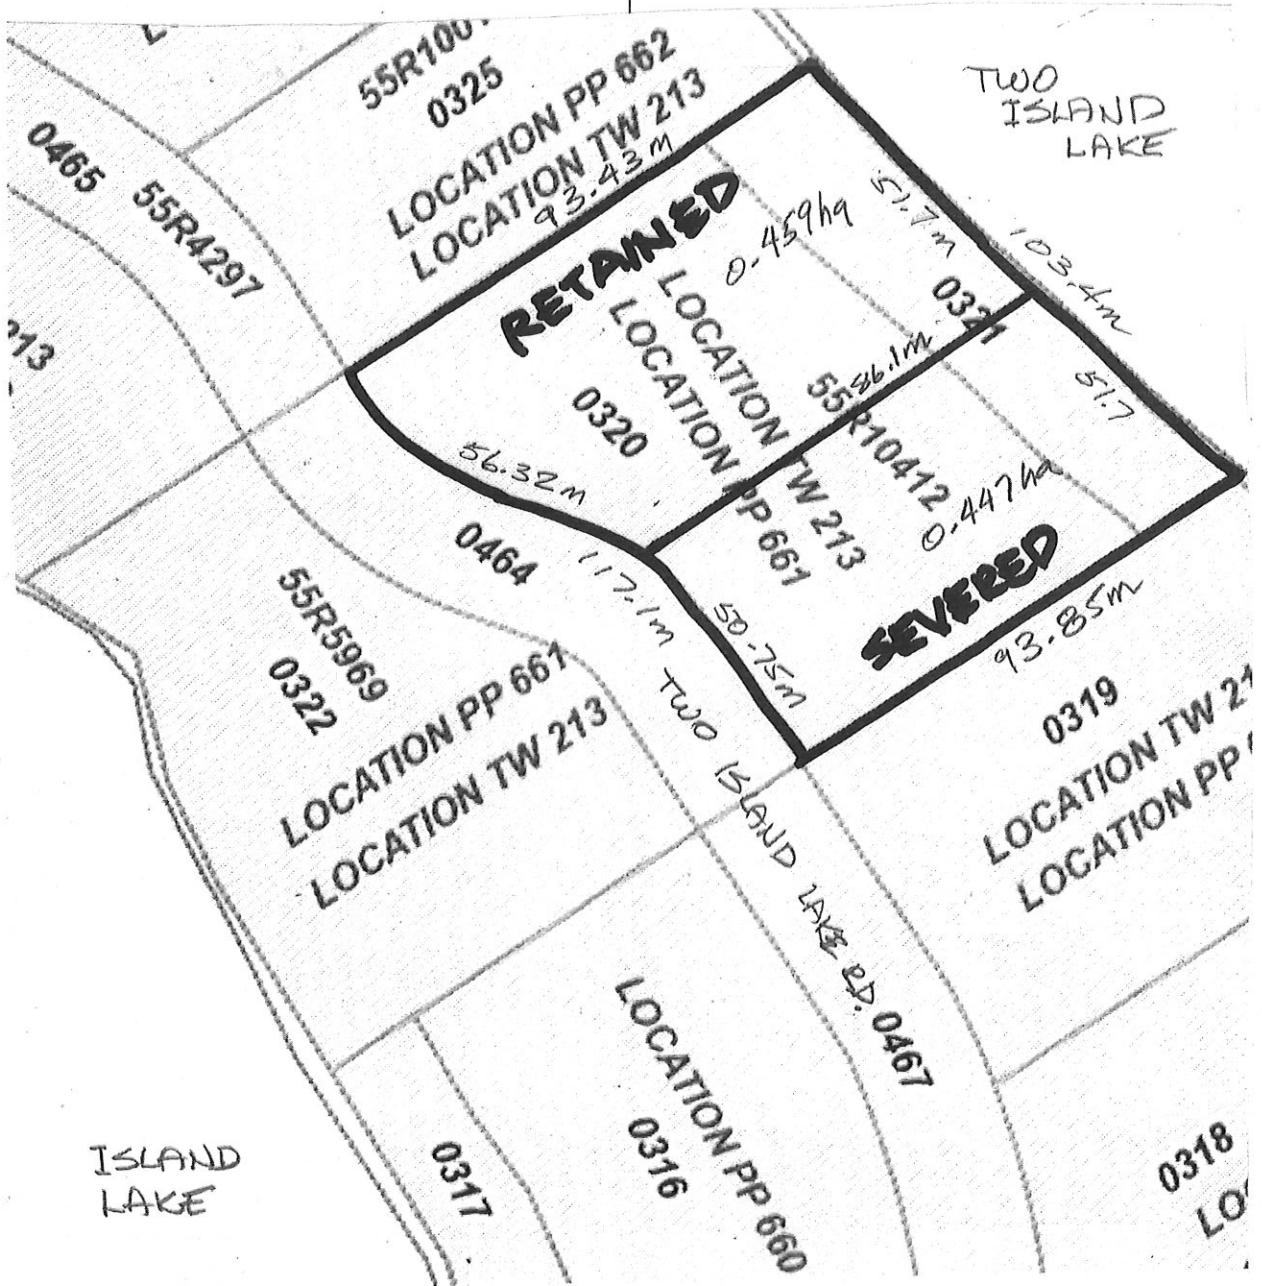 55R100
0325
LOCATION PP 662
LOCATION TW 213
93.43m
TWO
ISLAND
LAKE
0465
55R4297
213
RETAINED
0.459ha
51.7m
103.4m
0321
LOCATION TW 213
LOCATION PP 661
0320
86.1m
55R10412
51.7
56.32m
0.447ha
SEVERED
0464
117.1m
50.75m
93.85m
55R5969
0322
LOCATION PP 661
LOCATION TW 213
TWO ISLAND LAKE RD.
0467
0319
LOCATION TW 21
LOCATION PP
LOCATION PP 660
0316
0317
0318
LO
ISLAND
LAKE